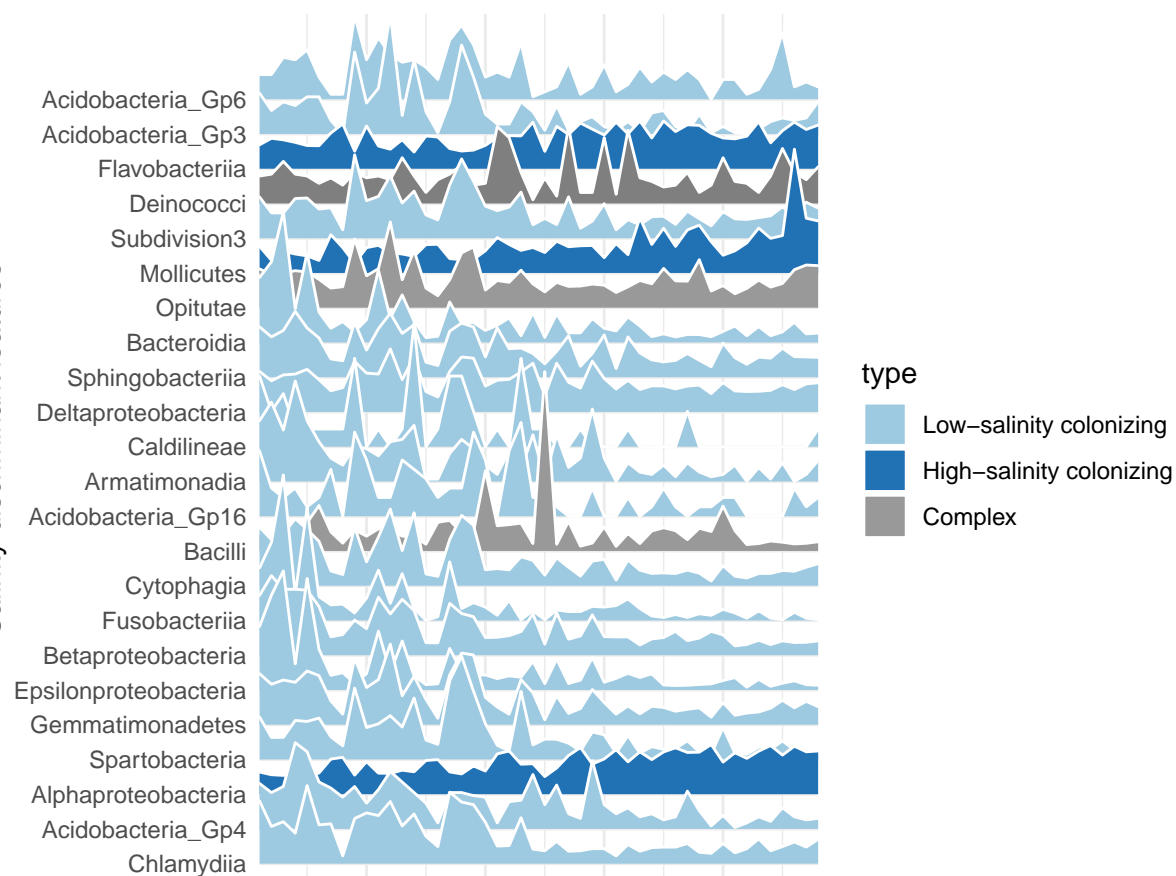 Acidobacteria_Gp6
Acidobacteria_Gp3
Flavobacteriia
Deinococci
Subdivision3
Mollicutes
Opitutae
Bacteroidia
Sphingobacteriia
Deltaproteobacteria
Caldilineae
Armatimonadia
Acidobacteria_Gp16
Bacilli
Cytophagia
Fusobacteriia
Betaproteobacteria
Epsilonproteobacteria
Gemmatimonadetes
Spartobacteria
Alphaproteobacteria
Acidobacteria_Gp4
Chlamydiia
type
Low−salinity colonizing
High−salinity colonizing
Complex